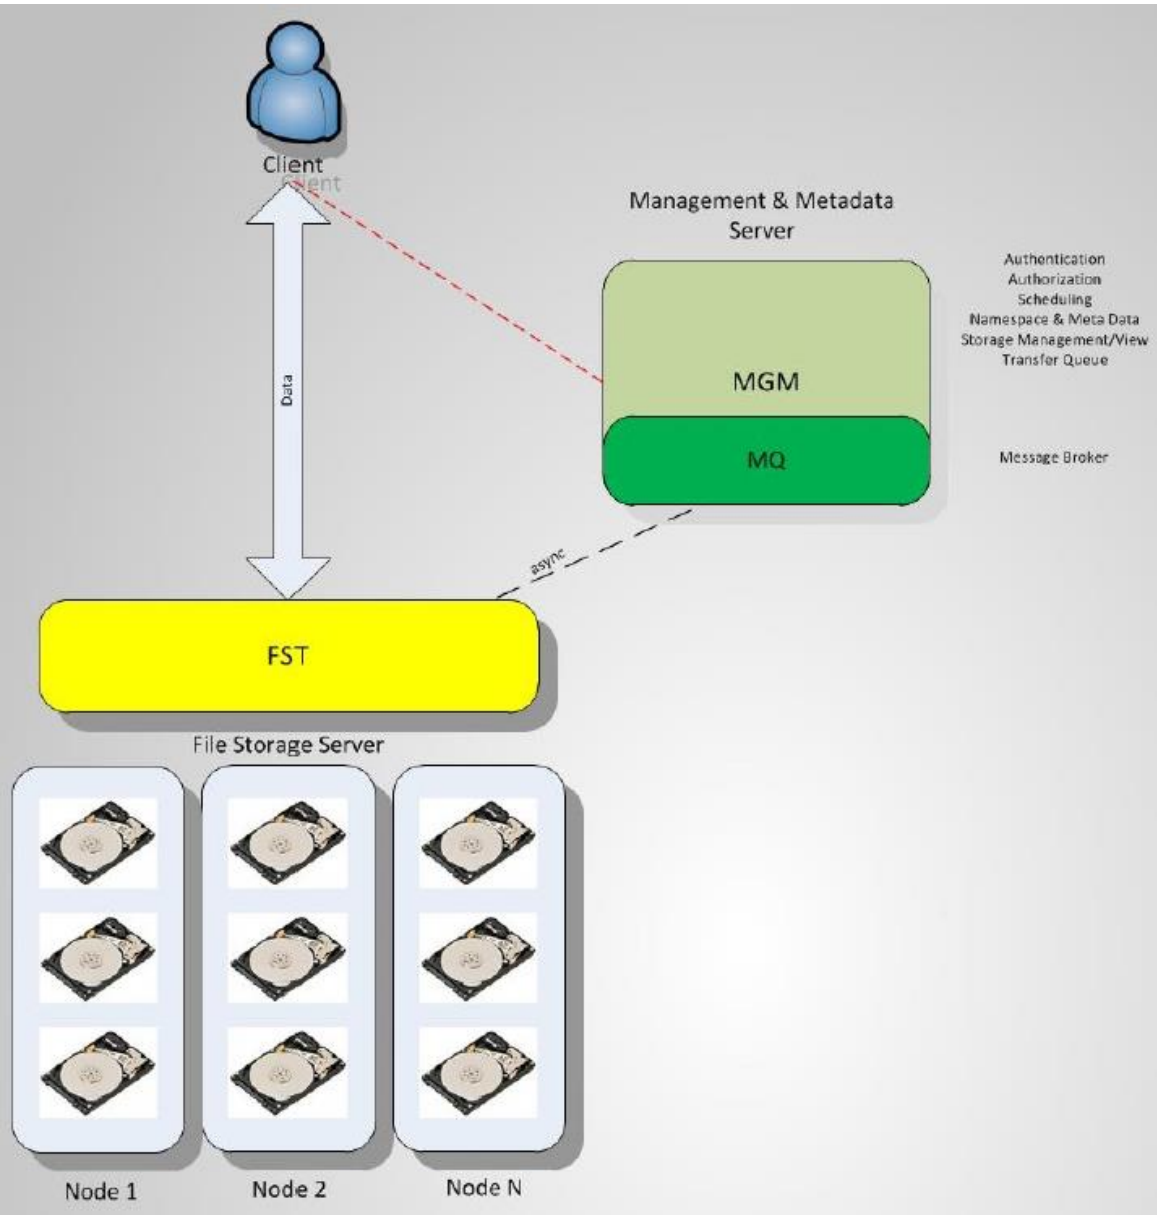 Client
Client
Management & Metadata
Server
Authentication
Authorization
Scheduling
Namespace & Meta Data
Storage Management/View
Transfer Queue
Data
MGM
MQ
Message Broker
async
FST
File Storage Server
Node 1
Node 2
Node N